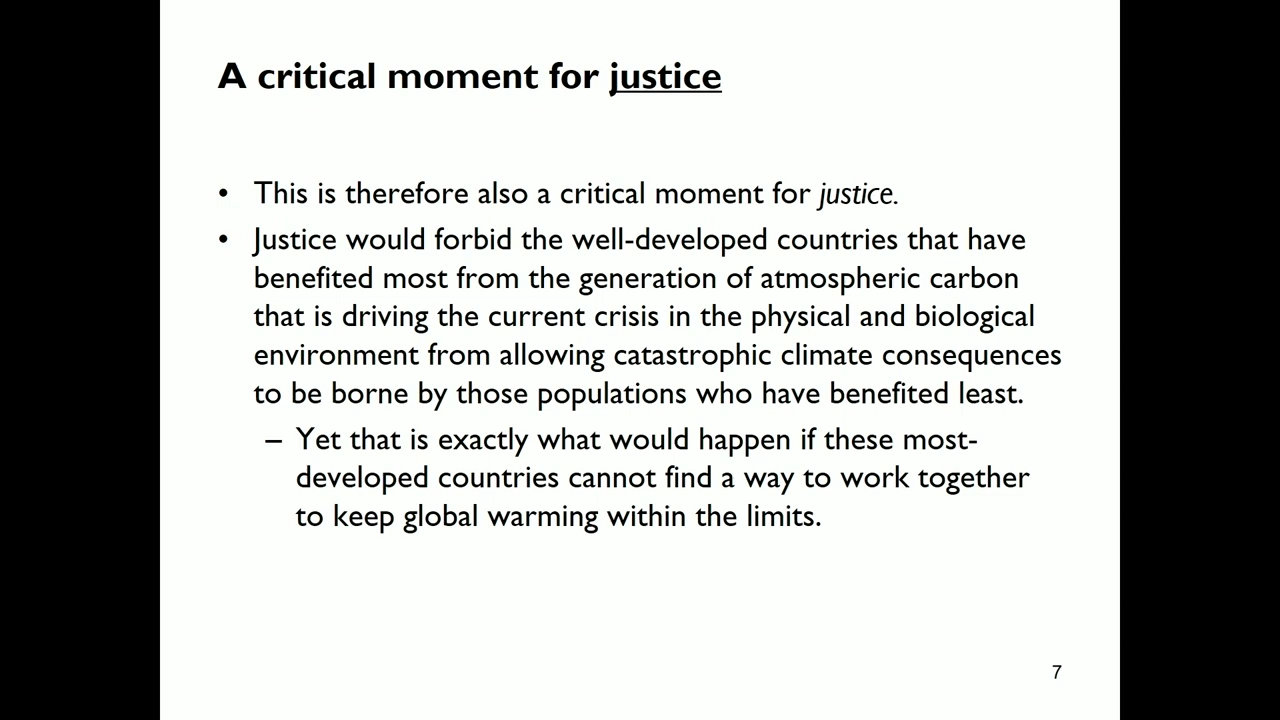 A critical moment for justice
• This is therefore also a critical moment for justice.
• Justice would forbid the well-developed countries that have
benefited most from the generation of atmospheric carbon
that is driving the current crisis in the physical and biological
environment from allowing catastrophic climate consequences
to be borne by those populations who have benefited least.
– Yet that is exactly what would happen if these most-
developed countries cannot find a way to work together
to keep global warming within the limits.
7